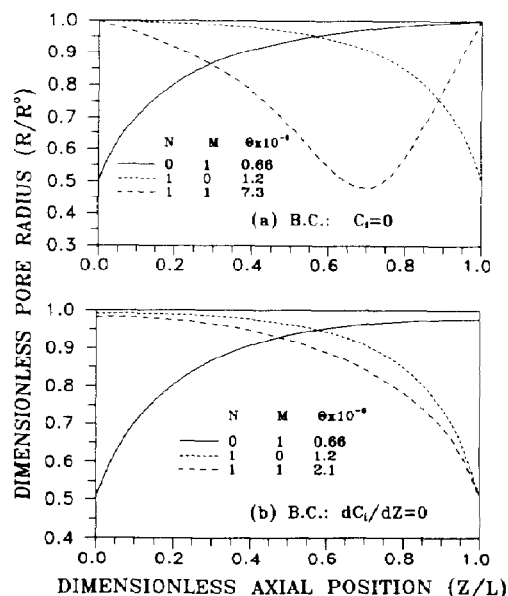 DIMENSIONLESS PORE RADIUS (R/R°)
1.0
0.9
0.8
0.7
0.6
0.5
0.4
0.3
N M Θx10⁻⁶
0 1 0.66
1 0 1.2
1 1 7.3
(a) B.C.: Cᵢ=0
0.0 0.2 0.4 0.6 0.8 1.0
1.0
0.9
0.8
0.7
0.6
0.5
0.4
N M Θx10⁻⁶
0 1 0.66
1 0 1.2
1 1 2.1
(b) B.C.: dCᵢ/dZ=0
0.0 0.2 0.4 0.6 0.8 1.0
DIMENSIONLESS AXIAL POSITION (Z/L)